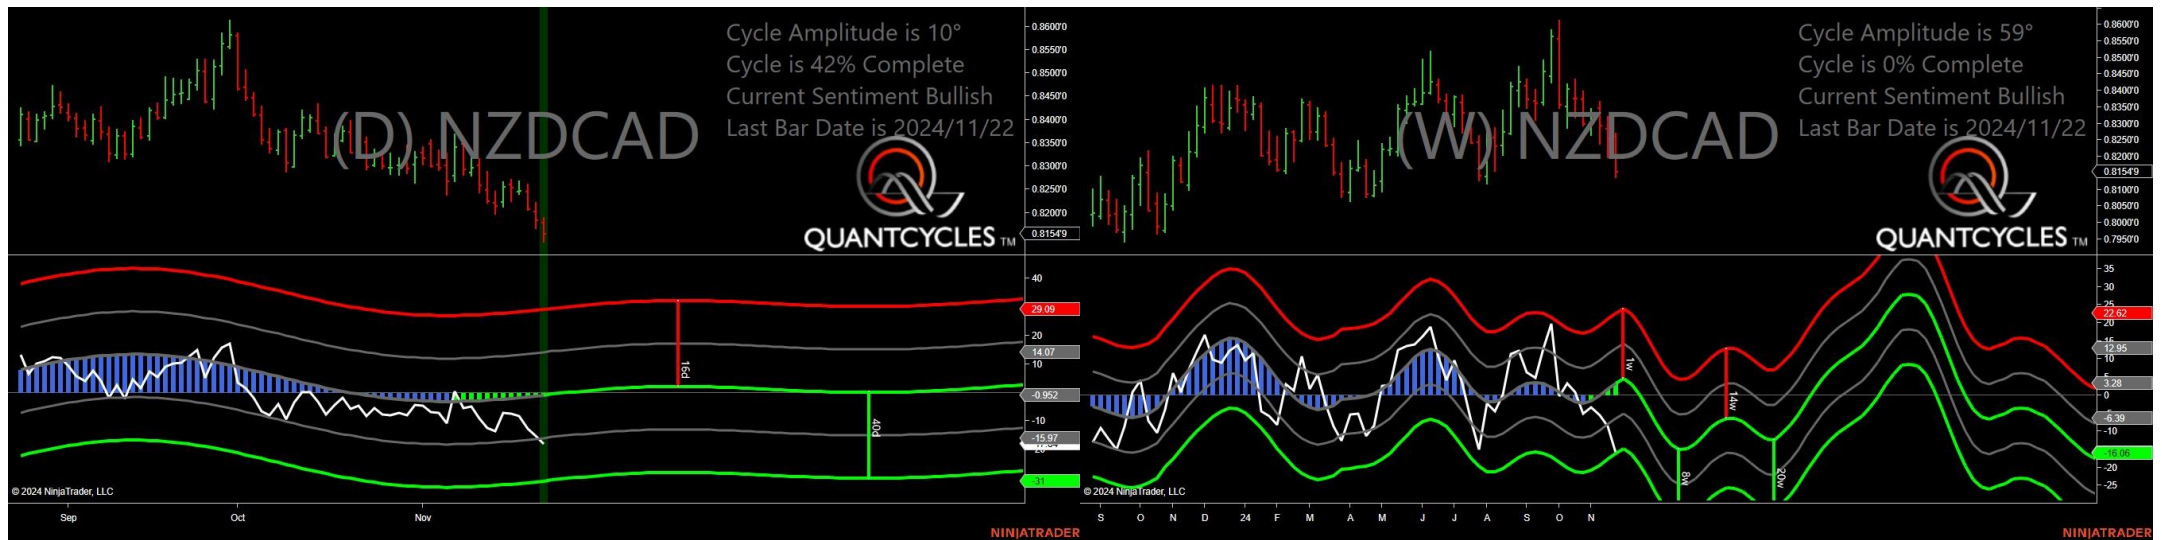 Cycle Amplitude is 10°
Cycle is 42% Complete
Current Sentiment Bullish
Last Bar Date is 2024/11/22
(D) NZDCAD
QUANTCYCLES TM
0.8600'0
0.8550'0
0.8500'0
0.8450'0
0.8400'0
0.8350'0
0.8300'0
0.8250'0
0.8200'0
0.8154'9
40
29.09
20
14.07
10
-0.952
-10
-15.97
-31
16d
40d
© 2024 NinjaTrader, LLC
Sep Oct Nov
NINJATRADER
Cycle Amplitude is 59°
Cycle is 0% Complete
Current Sentiment Bullish
Last Bar Date is 2024/11/22
(W) NZDCAD
QUANTCYCLES TM
0.8600'0
0.8550'0
0.8500'0
0.8450'0
0.8400'0
0.8350'0
0.8300'0
0.8250'0
0.8200'0
0.8154'9
0.8100'0
0.8050'0
0.8000'0
0.7950'0
35
30
25
22.62
20
12.95
10
5
3.28
0
-6.39
-10
-16.06
-20
-25
1w
14w
8w
20w
© 2024 NinjaTrader, LLC
S O N D 24 F M A M J J A S O N
NINJATRADER